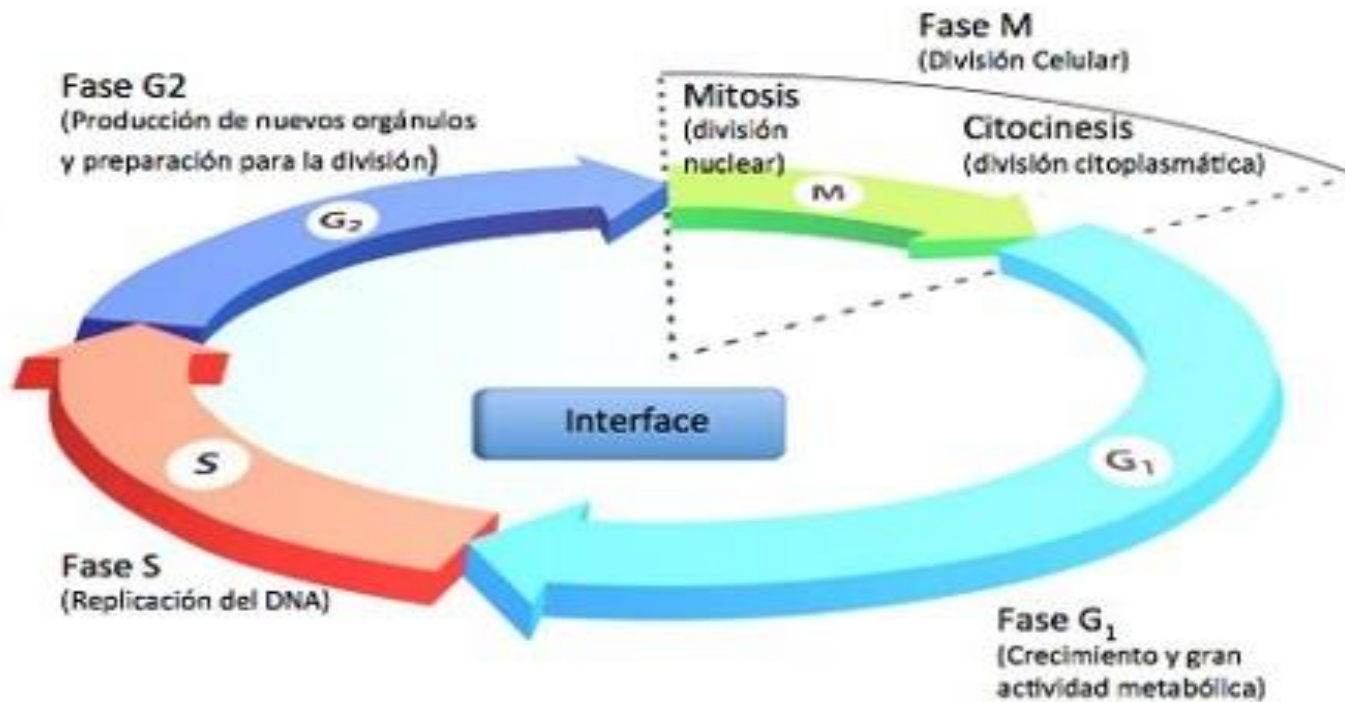 Fase M
(División Celular)
Fase G2
(Producción de nuevos orgánulos
y preparación para la división)
Mitosis
(división
nuclear)
Citocinesis
(división citoplasmática)
G₂
M
Interface
G₁
S
Fase S
(Replicación del DNA)
Fase G₁
(Crecimiento y gran
actividad metabólica)